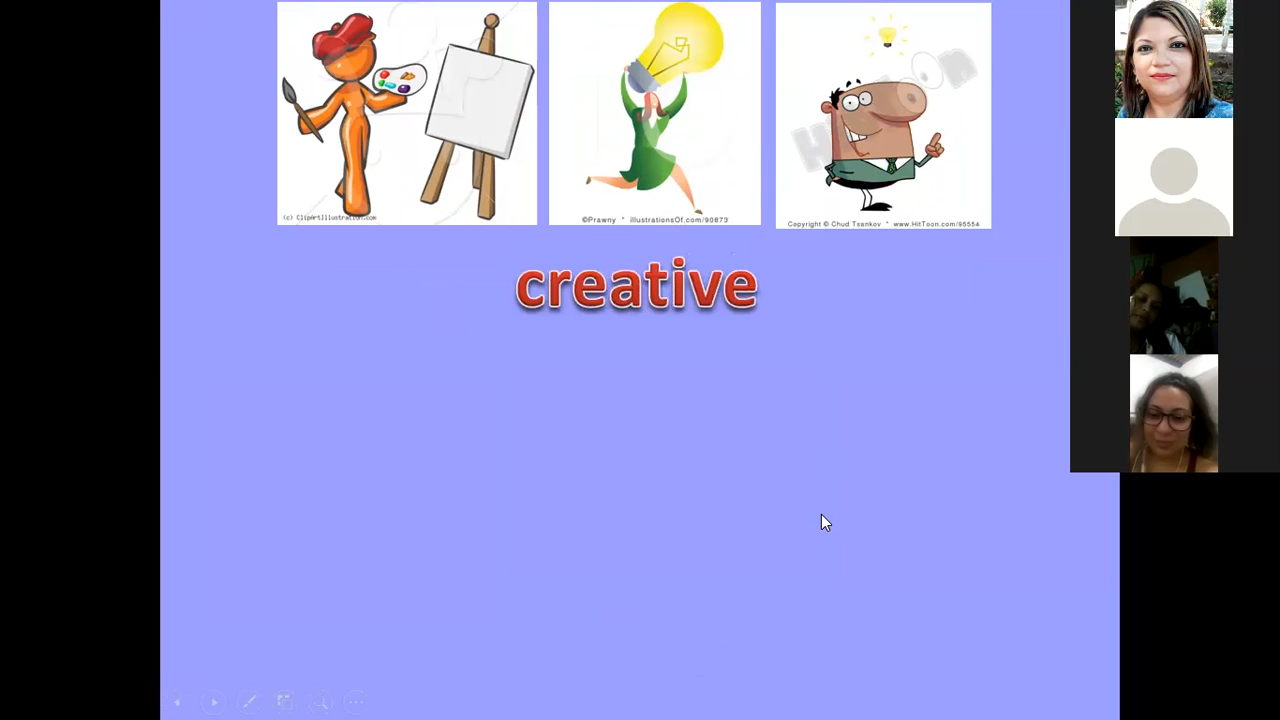 (c) ClipArtIllustration.com
©Prawny * illustrationsOf.com/90873
Copyright © Chud Tsankov * www.HitToon.com/95554
creative